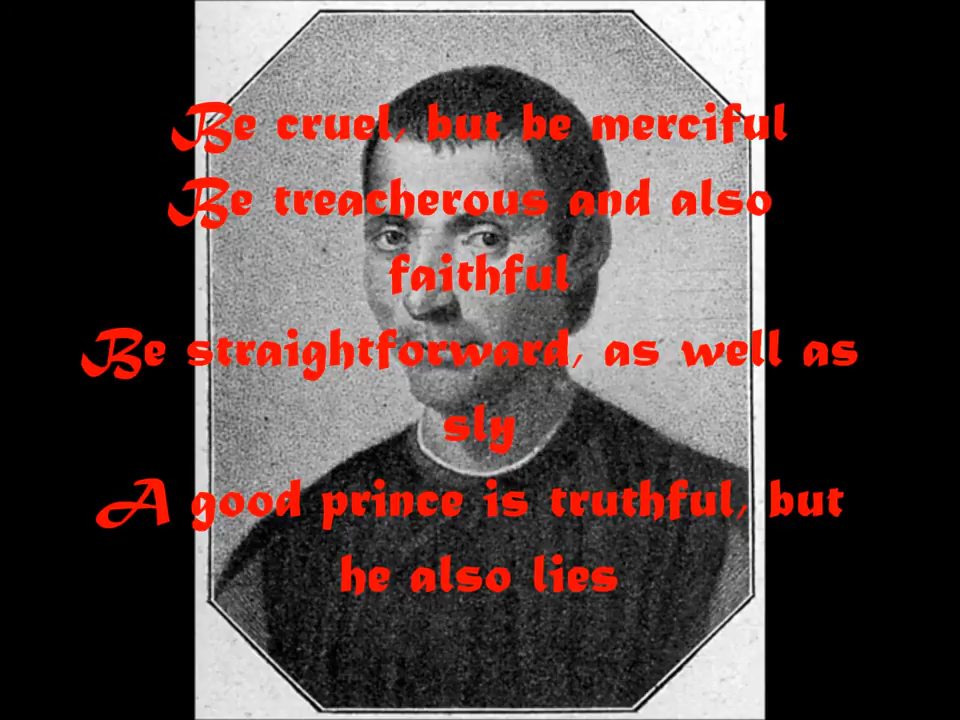 Be cruel, but be merciful
Be treacherous and also
faithful
Be straightforward, as well as
sly
A good prince is truthful, but
he also lies